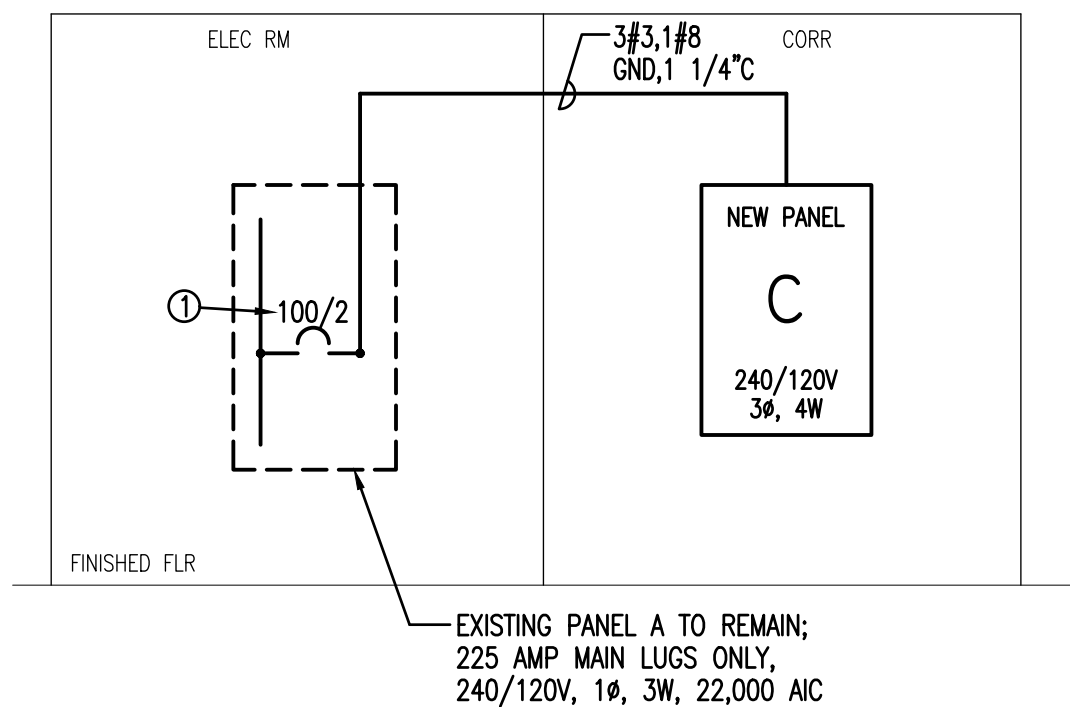 ELEC RM
3#3,1#8
GND,1 1/4"C
CORR
NEW PANEL
C
240/120V
3ø, 4W
1
100/2
FINISHED FLR
EXISTING PANEL A TO REMAIN;
225 AMP MAIN LUGS ONLY,
240/120V, 1ø, 3W, 22,000 AIC